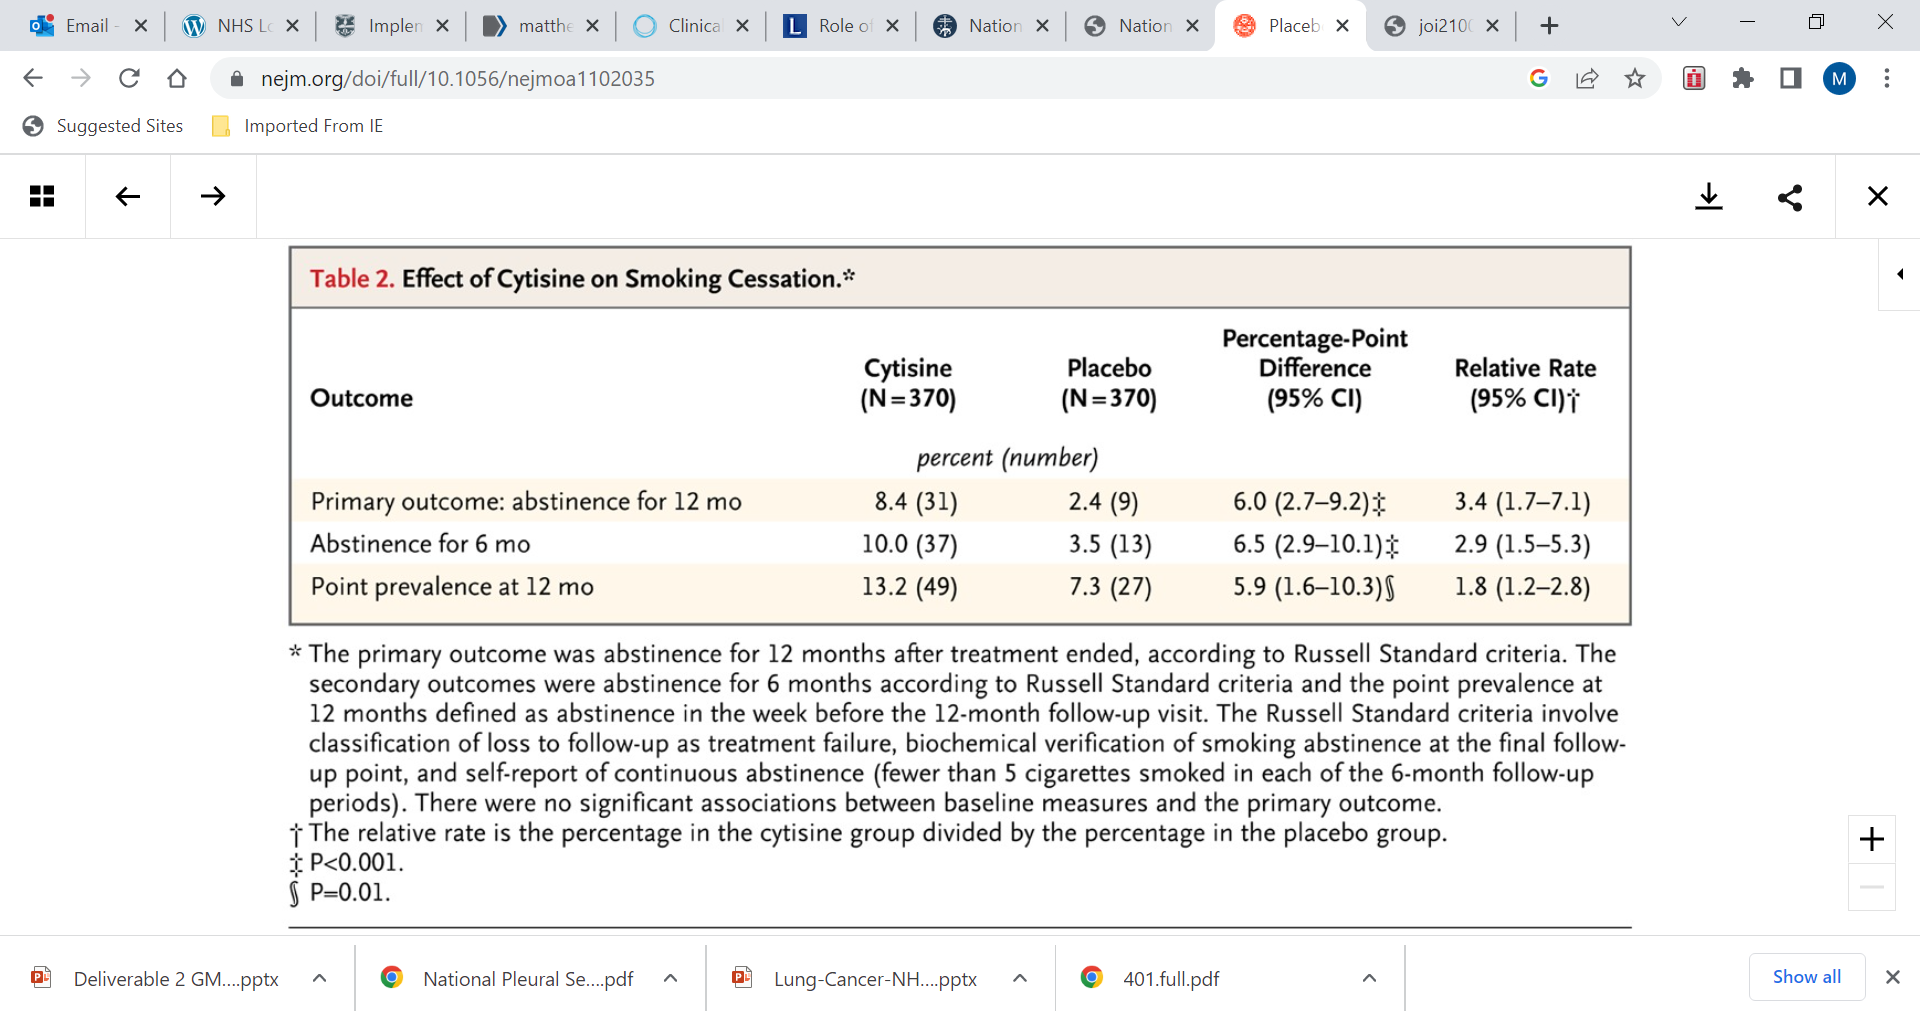 Email -
NHS Lo
Implem
matthe
Clinical
Role of
Nation
Nation
Placeb
joi2100
nejm.org/doi/full/10.1056/nejmoa1102035
M
Suggested Sites
Imported From IE
Table 2. Effect of Cytisine on Smoking Cessation.*
Outcome
Cytisine
(N=370)
Placebo
(N=370)
Percentage-Point
Difference
(95% CI)
Relative Rate
(95% CI)†
percent (number)
Primary outcome: abstinence for 12 mo 8.4 (31) 2.4 (9) 6.0 (2.7–9.2)‡ 3.4 (1.7–7.1)
Abstinence for 6 mo 10.0 (37) 3.5 (13) 6.5 (2.9–10.1)‡ 2.9 (1.5–5.3)
Point prevalence at 12 mo 13.2 (49) 7.3 (27) 5.9 (1.6–10.3)§ 1.8 (1.2–2.8)
* The primary outcome was abstinence for 12 months after treatment ended, according to Russell Standard criteria. The
secondary outcomes were abstinence for 6 months according to Russell Standard criteria and the point prevalence at
12 months defined as abstinence in the week before the 12-month follow-up visit. The Russell Standard criteria involve
classification of loss to follow-up as treatment failure, biochemical verification of smoking abstinence at the final follow-
up point, and self-report of continuous abstinence (fewer than 5 cigarettes smoked in each of the 6-month follow-up
periods). There were no significant associations between baseline measures and the primary outcome.
† The relative rate is the percentage in the cytisine group divided by the percentage in the placebo group.
‡ P<0.001.
§ P=0.01.
Deliverable 2 GM....pptx
National Pleural Se....pdf
Lung-Cancer-NH....pptx
401.full.pdf
Show all